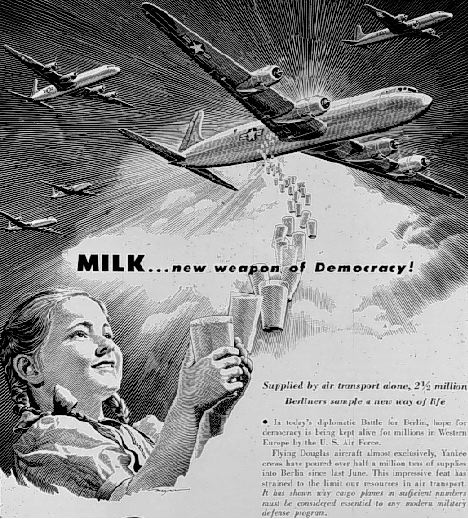 MILK...new weapon of Democracy!
Supplied by air transport alone, 2½ million
Berliners sample a new way of life
● In today's diplomatic Battle for Berlin, hope for
democracy is being kept alive for millions in Western
Europe by the U. S. Air Force.
Flying Douglas aircraft almost exclusively, Yankee
crews have poured over half a million tons of supplies
into Berlin since last June. This impressive feat has
strained to the limit our resources in air transport.
It has shown why cargo planes in sufficient numbers
must be considered essential to any modern military
defense program.